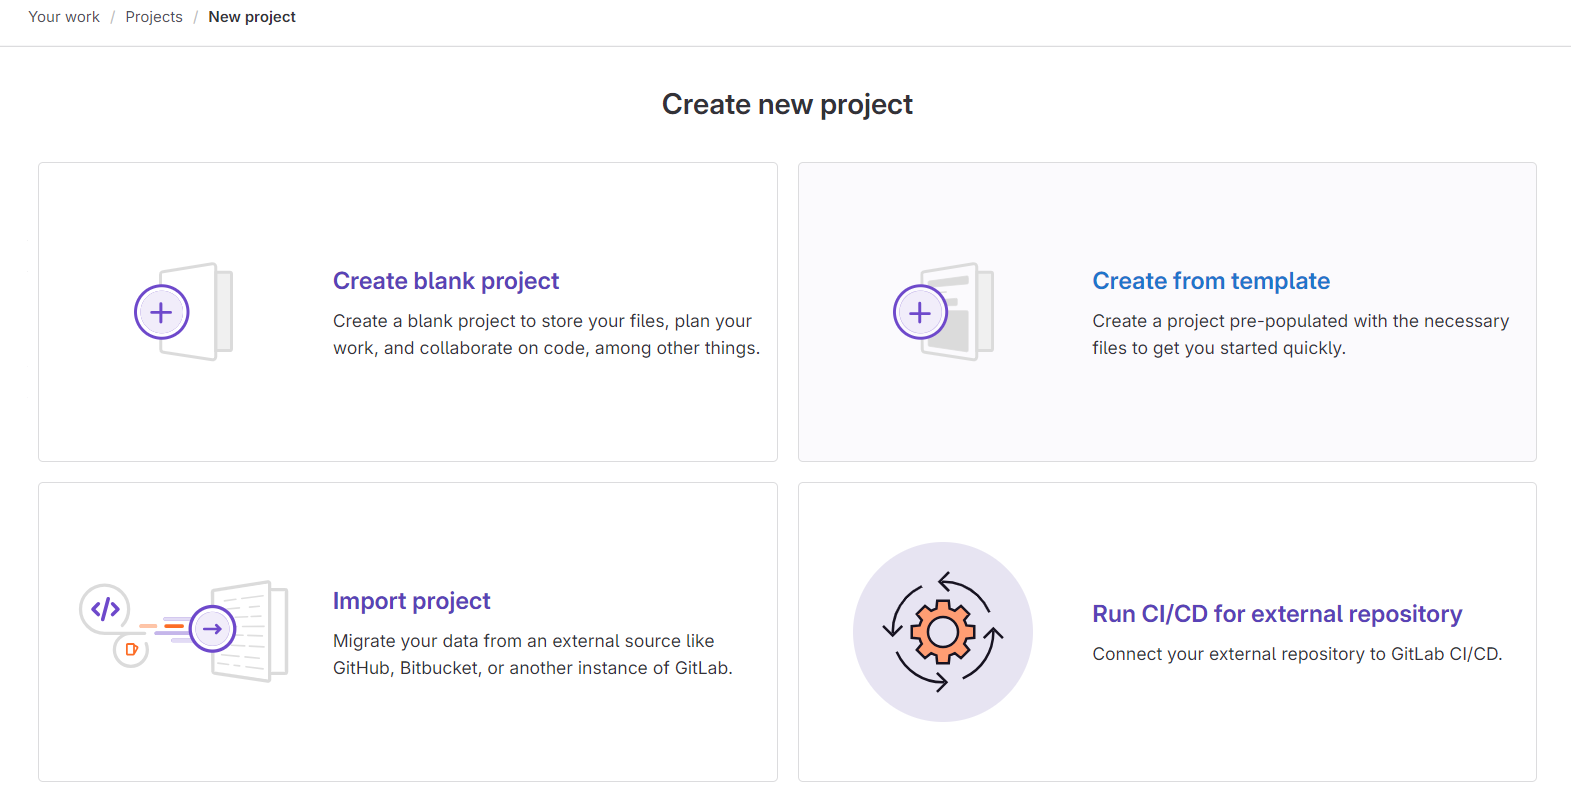 Your work / Projects / New project
Create new project
Create blank project
Create a blank project to store your files, plan your
work, and collaborate on code, among other things.
Create from template
Create a project pre-populated with the necessary
files to get you started quickly.
Import project
Migrate your data from an external source like
GitHub, Bitbucket, or another instance of GitLab.
Run CI/CD for external repository
Connect your external repository to GitLab CI/CD.